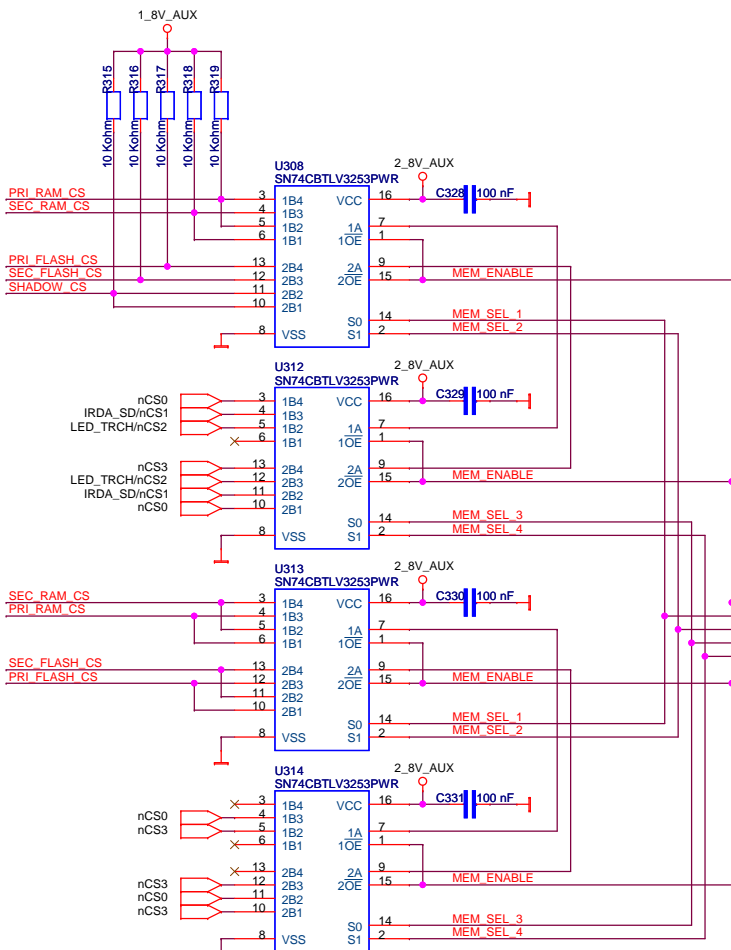 1_8V_AUX
R315 R316 R317 R318 R319
10 Kohm 10 Kohm 10 Kohm 10 Kohm 10 Kohm
U308
SN74CBTLV3253PWR
2_8V_AUX
C328 100 nF
PRI_RAM_CS 3 1B4 VCC 16
SEC_RAM_CS 4 1B3
5 1B2 1A 7
6 1B1 1OE 1
PRI_FLASH_CS 13 2B4 2A 9
SEC_FLASH_CS 12 2B3 2OE 15 MEM_ENABLE
SHADOW_CS 11 2B2
10 2B1
S0 14 MEM_SEL_1
8 VSS S1 2 MEM_SEL_2
U312
SN74CBTLV3253PWR
2_8V_AUX
C329 100 nF
nCS0 3 1B4 VCC 16
IRDA_SD/nCS1 4 1B3
LED_TRCH/nCS2 5 1B2 1A 7
6 1B1 1OE 1
nCS3 13 2B4 2A 9
LED_TRCH/nCS2 12 2B3 2OE 15 MEM_ENABLE
IRDA_SD/nCS1 11 2B2
nCS0 10 2B1
S0 14 MEM_SEL_3
8 VSS S1 2 MEM_SEL_4
U313
SN74CBTLV3253PWR
2_8V_AUX
C330 100 nF
SEC_RAM_CS 3 1B4 VCC 16
PRI_RAM_CS 4 1B3
5 1B2 1A 7
6 1B1 1OE 1
SEC_FLASH_CS 13 2B4 2A 9
PRI_FLASH_CS 12 2B3 2OE 15 MEM_ENABLE
11 2B2
10 2B1
S0 14 MEM_SEL_1
8 VSS S1 2 MEM_SEL_2
U314
SN74CBTLV3253PWR
2_8V_AUX
C331 100 nF
3 1B4 VCC 16
nCS0 4 1B3
nCS3 5 1B2 1A 7
6 1B1 1OE 1
13 2B4 2A 9
nCS3 12 2B3 2OE 15 MEM_ENABLE
nCS0 11 2B2
nCS3 10 2B1
S0 14 MEM_SEL_3
8 VSS S1 2 MEM_SEL_4